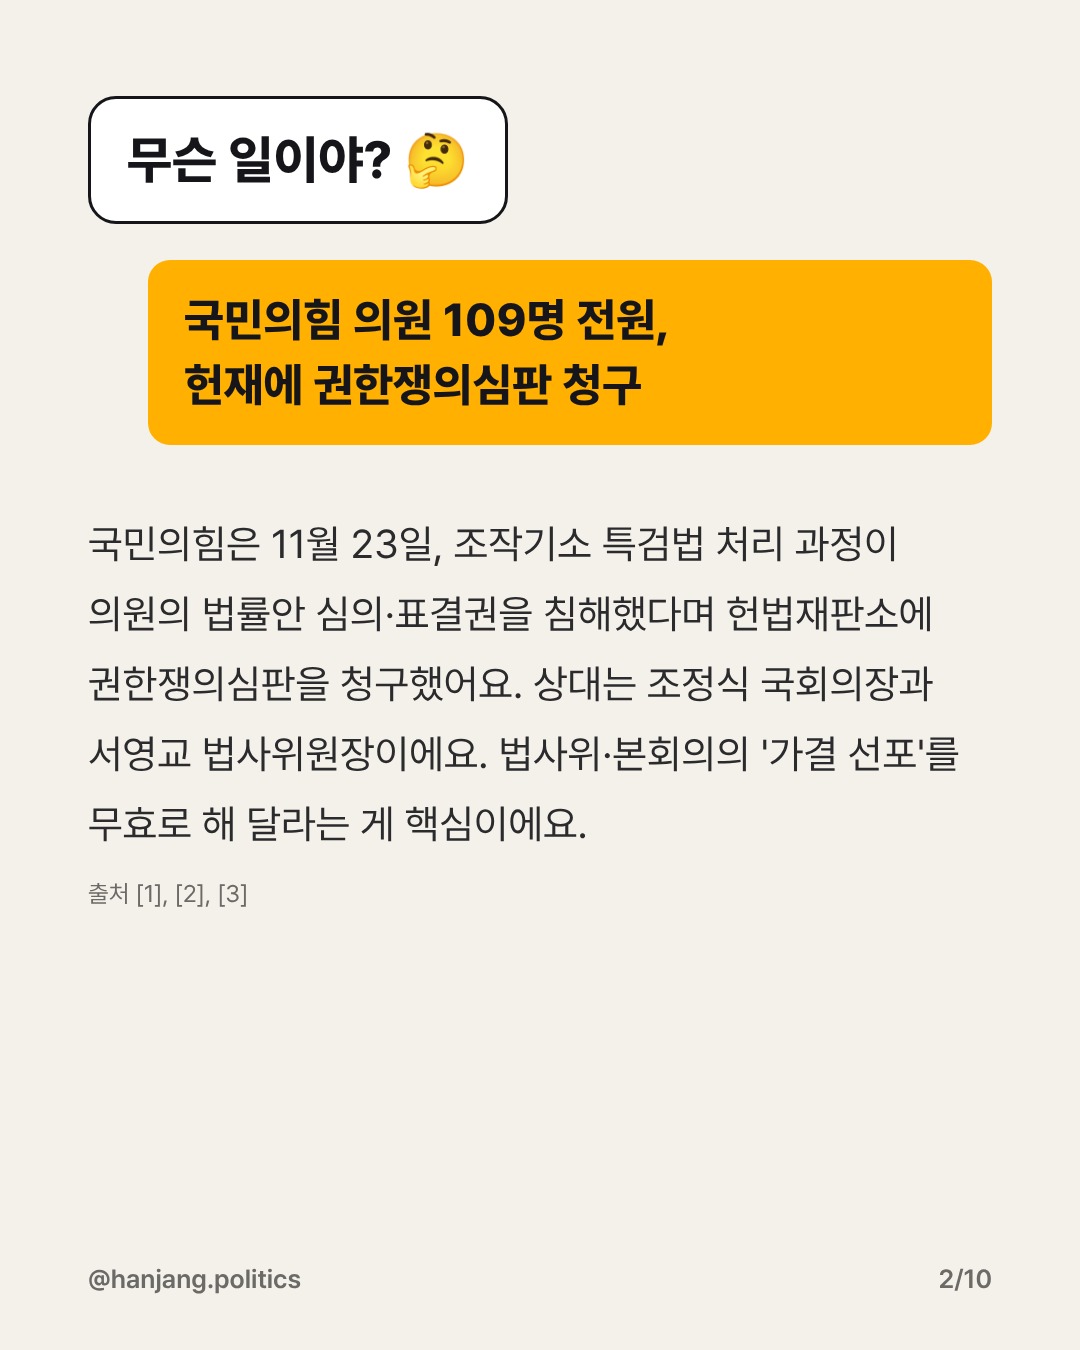 무슨 일이야? 🤔
국민의힘 의원 109명 전원,
헌재에 권한쟁의심판 청구
국민의힘은 11월 23일, 조작기소 특검법 처리 과정이
의원의 법률안 심의·표결권을 침해했다며 헌법재판소에
권한쟁의심판을 청구했어요. 상대는 조정식 국회의장과
서영교 법사위원장이에요. 법사위·본회의의 '가결 선포'를
무효로 해 달라는 게 핵심이에요.
출처 [1], [2], [3]
@hanjang.politics
2/10